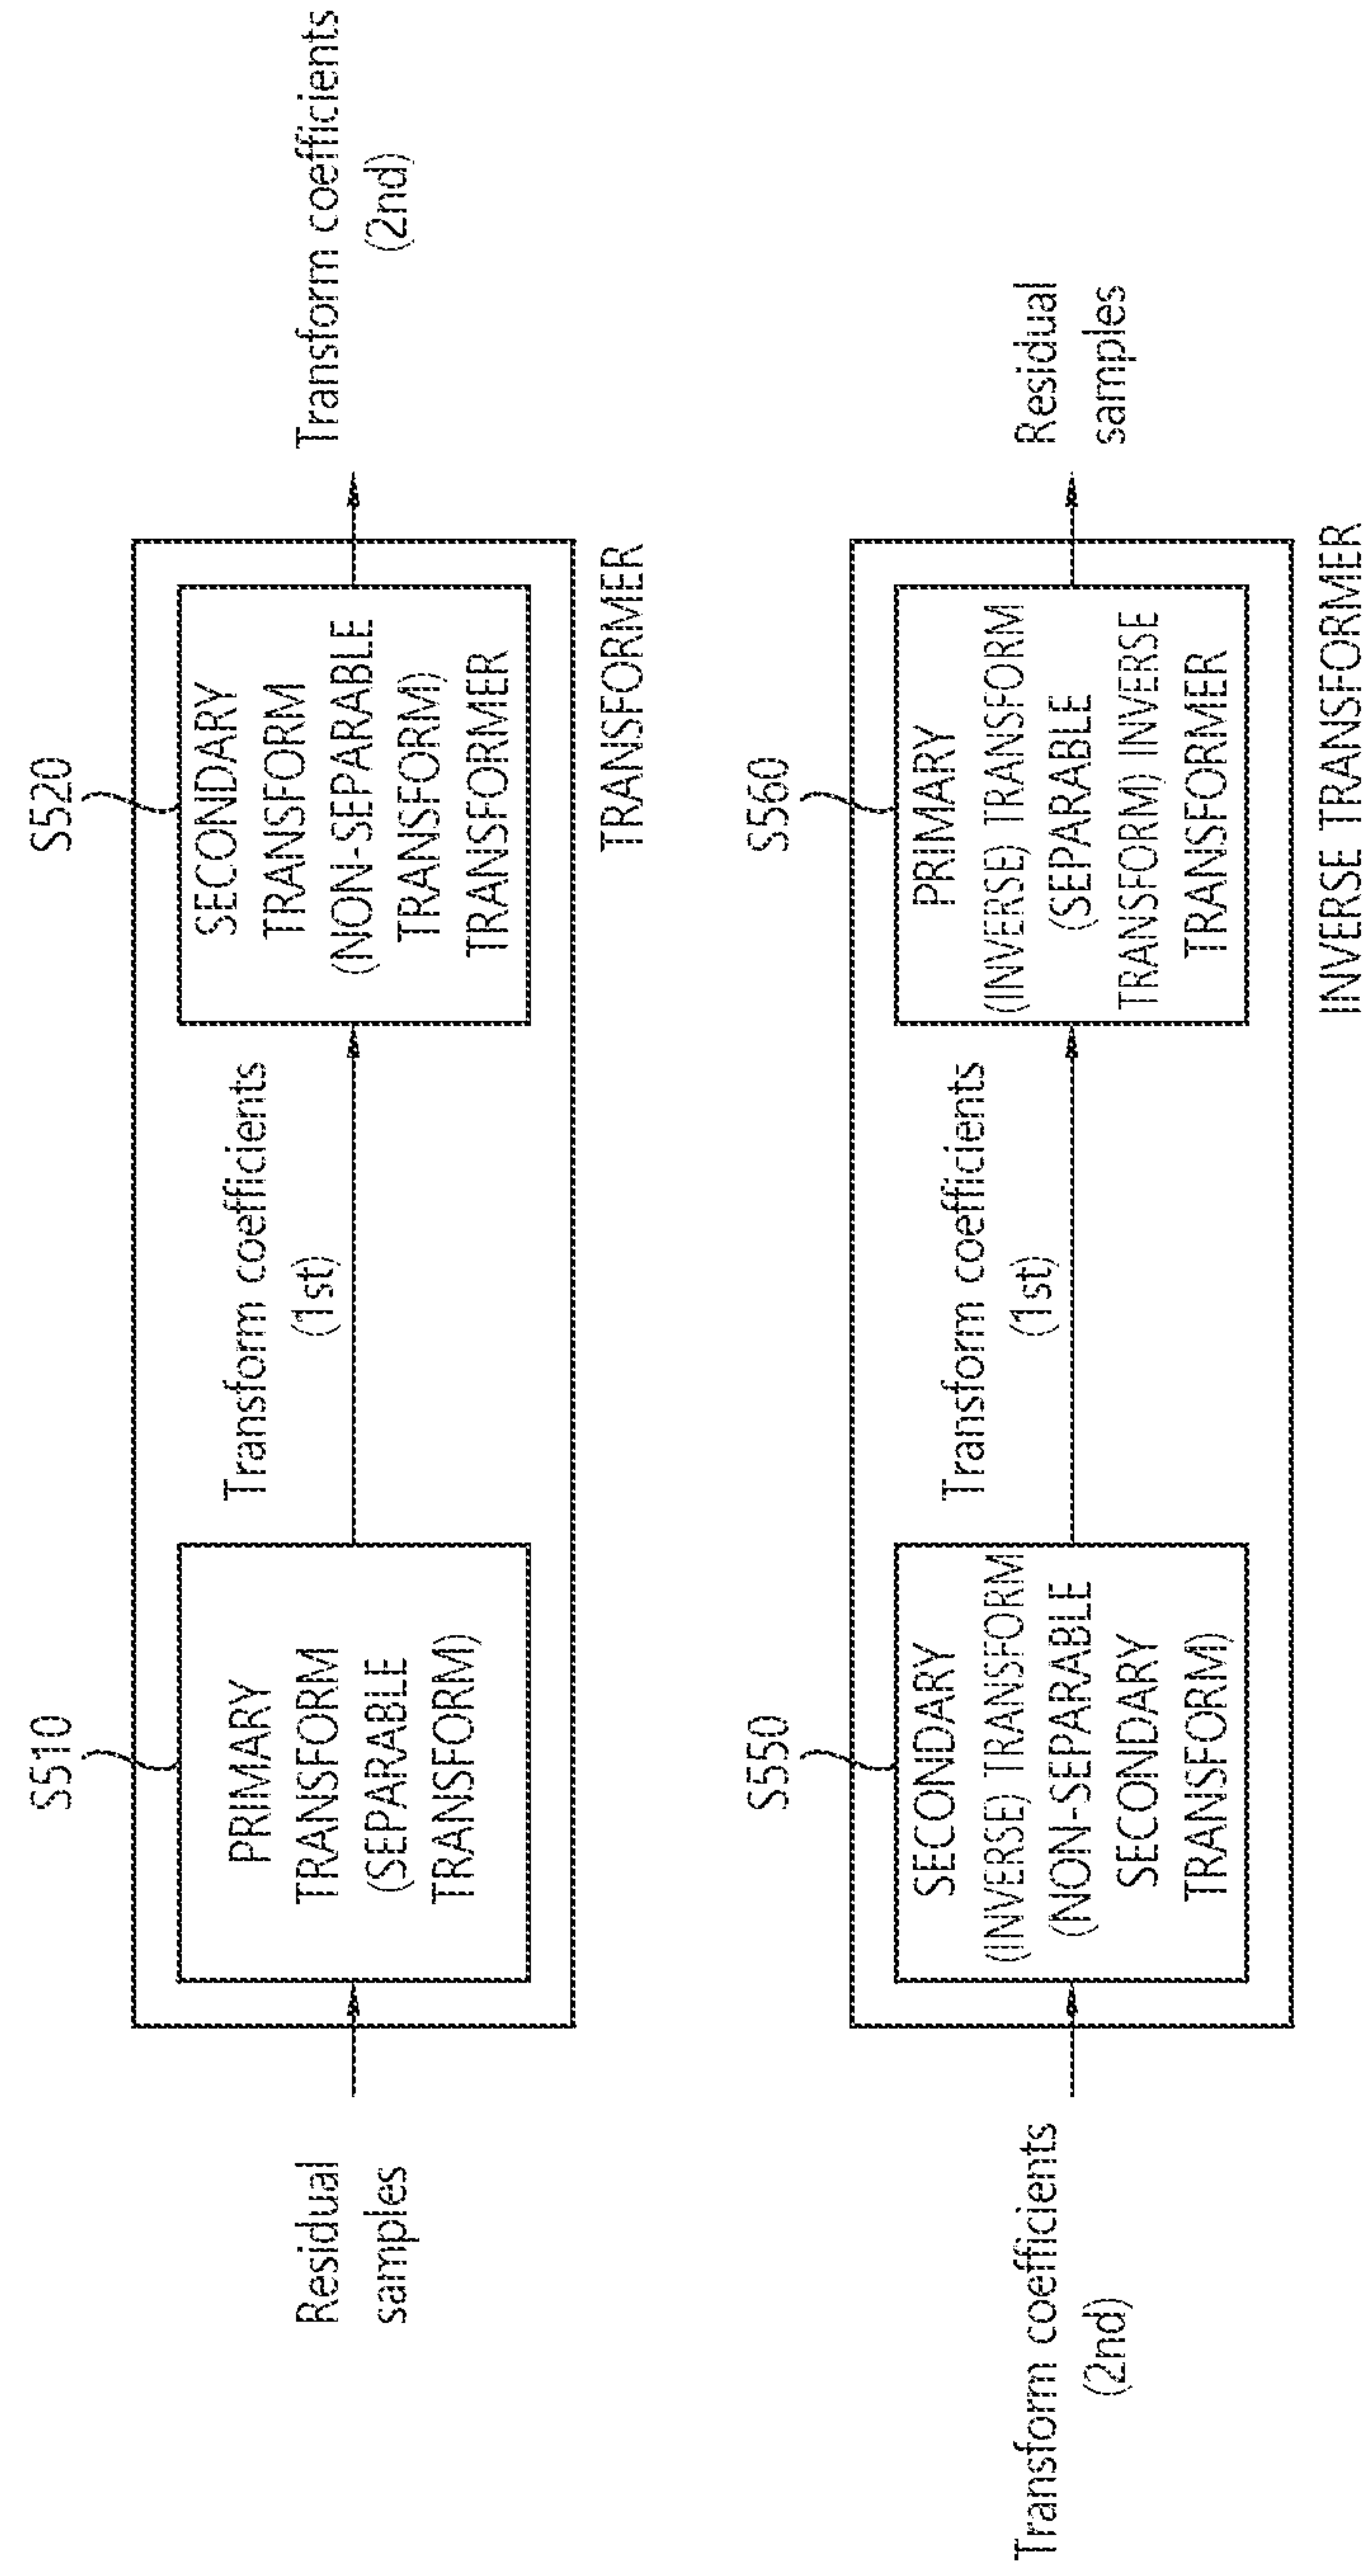 S510
S520
Residual
samples
PRIMARY
TRANSFORM
(SEPARABLE
TRANSFORM)
Transform coefficients
(1st)
SECONDARY
TRANSFORM
(NON-SEPARABLE
TRANSFORM)
TRANSFORMER
Transform coefficients
(2nd)
TRANSFORMER
S550
S560
Transform coefficients
(2nd)
SECONDARY
(INVERSE) TRANSFORM
(NON-SEPARABLE
SECONDARY
TRANSFORM)
Transform coefficients
(1st)
PRIMARY
(INVERSE) TRANSFORM
(SEPARABLE
TRANSFORM) INVERSE
TRANSFORMER
Residual
samples
INVERSE TRANSFORMER